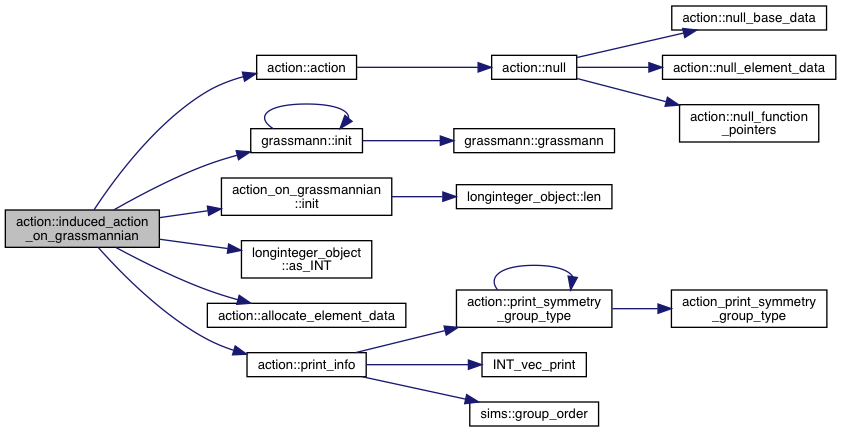 action::induced_action
_on_grassmannian
action::action
action::null
action::null_base_data
action::null_element_data
action::null_function
_pointers
grassmann::init
grassmann::grassmann
action_on_grassmannian
::init
longinteger_object::len
longinteger_object
::as_INT
action::allocate_element_data
action::print_info
action::print_symmetry
_group_type
action_print_symmetry
_group_type
INT_vec_print
sims::group_order